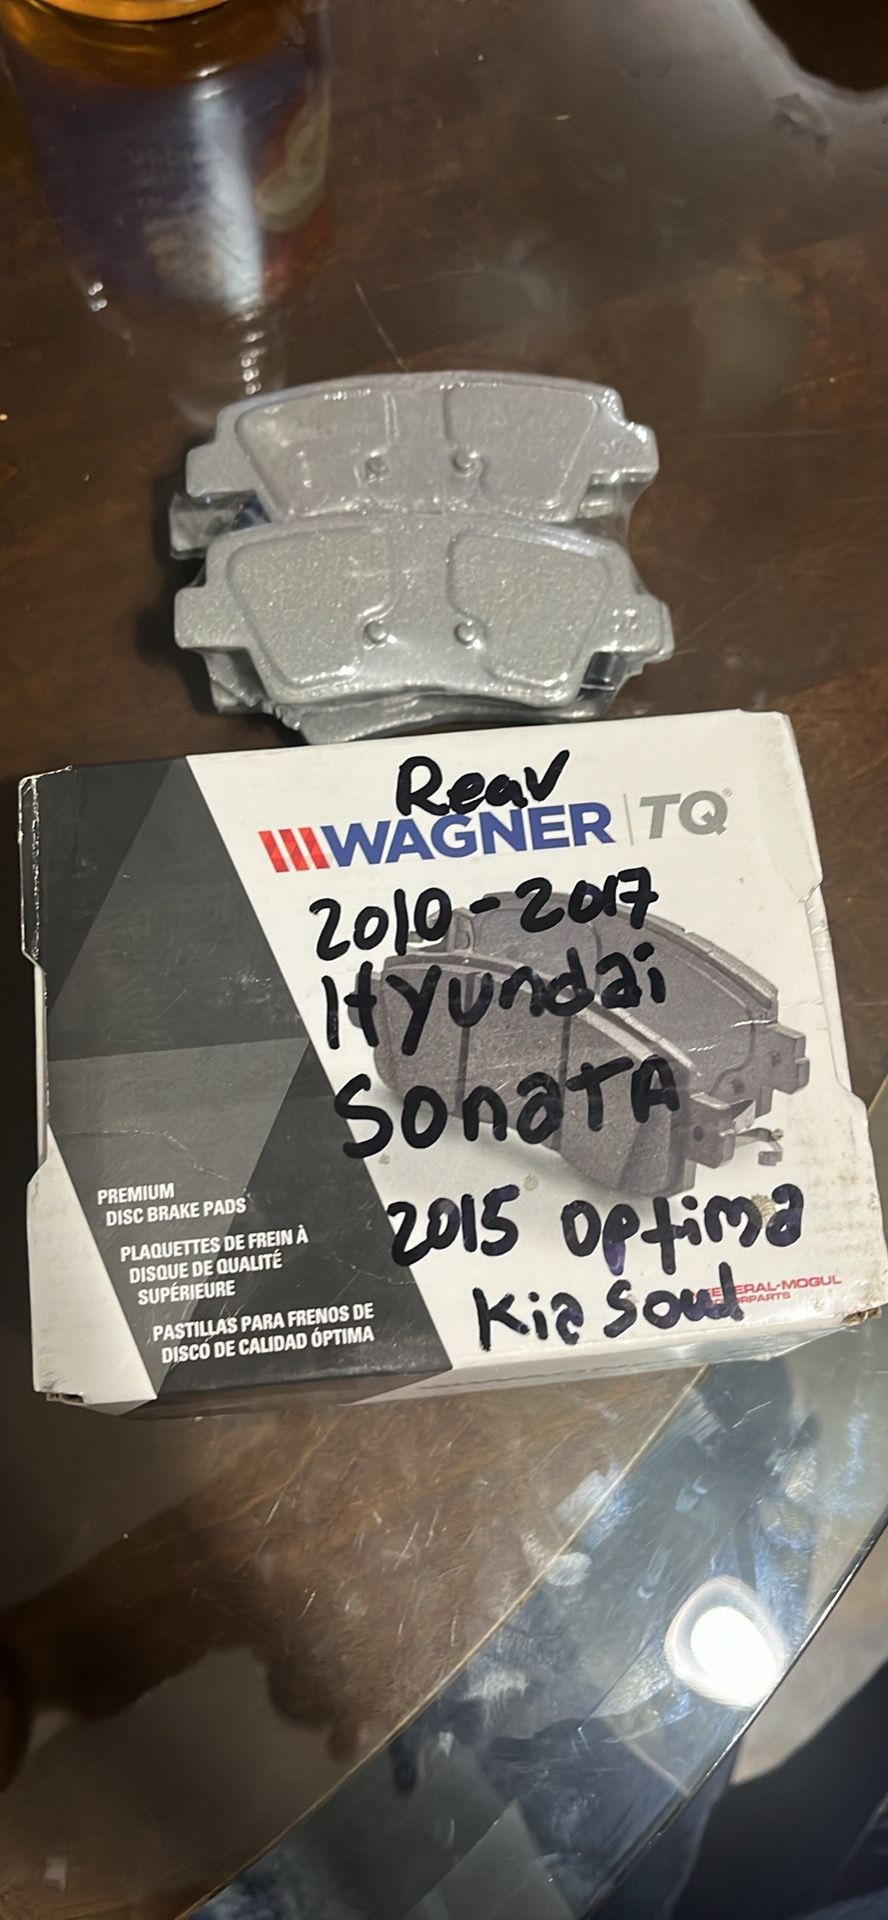 Rear
WAGNER TQ®
2010-2017
Hyundai
SonaTA
2015 optima
Kia Soul
PREMIUM
DISC BRAKE PADS
PLAQUETTES DE FREIN À
DISQUE DE QUALITÉ
SUPÉRIEURE
PASTILLAS PARA FRENOS DE
DISCO DE CALIDAD ÓPTIMA